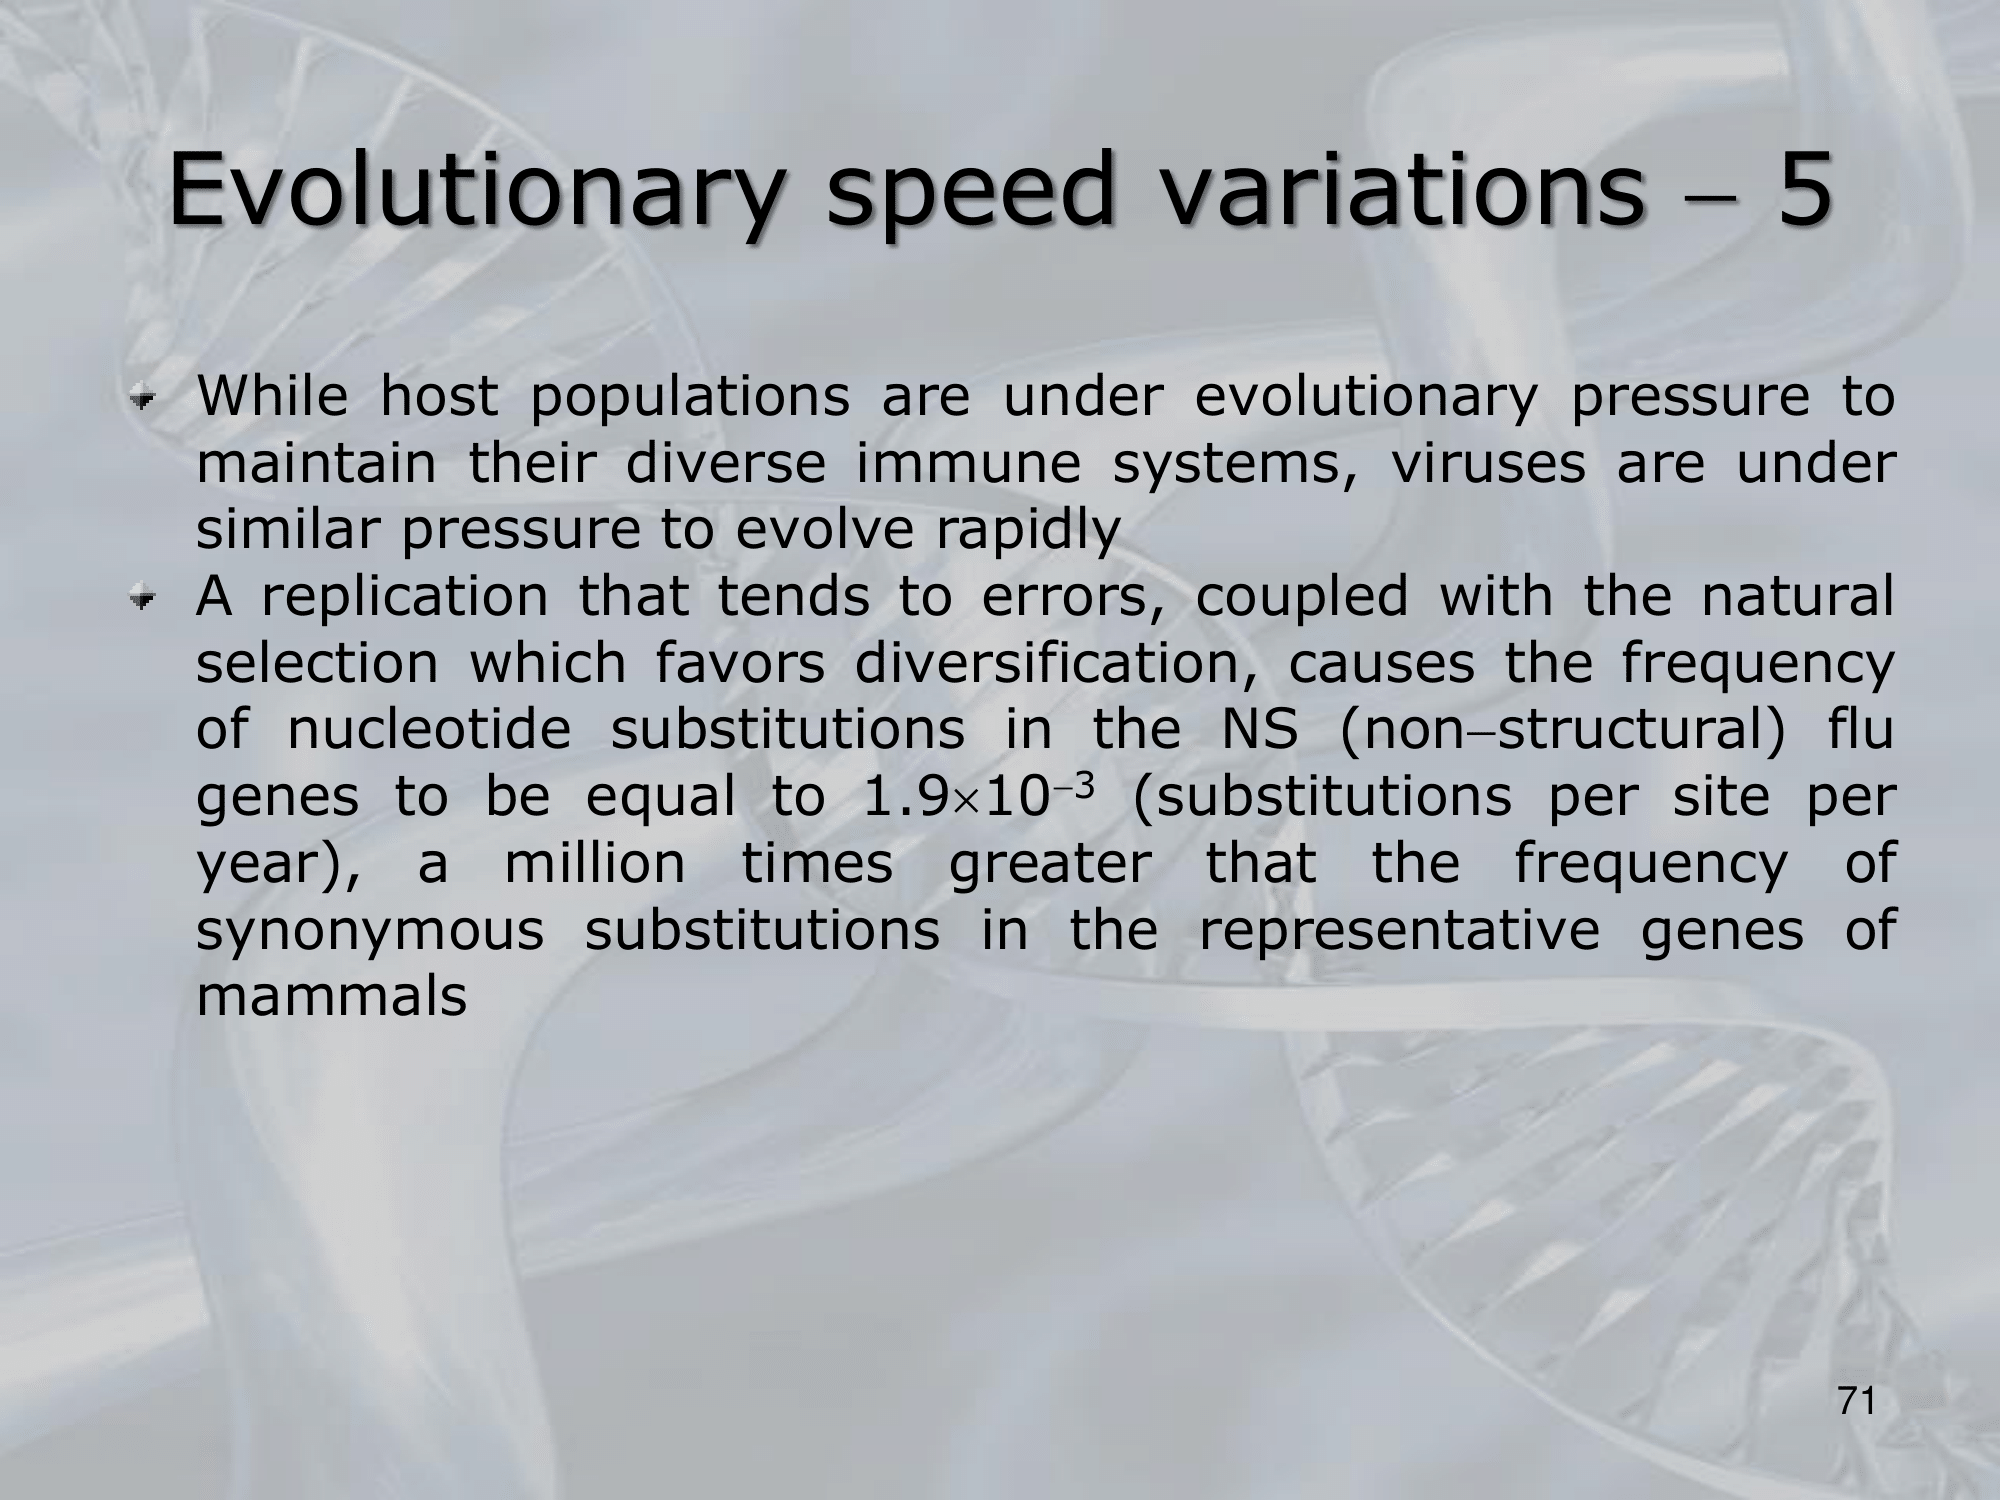 Evolutionary speed variations – 5
While host populations are under evolutionary pressure to
maintain their diverse immune systems, viruses are under
similar pressure to evolve rapidly
A replication that tends to errors, coupled with the natural
selection which favors diversification, causes the frequency
of nucleotide substitutions in the NS (non–structural) flu
genes to be equal to 1.9×10⁻³ (substitutions per site per
year), a million times greater that the frequency of
synonymous substitutions in the representative genes of
mammals
71